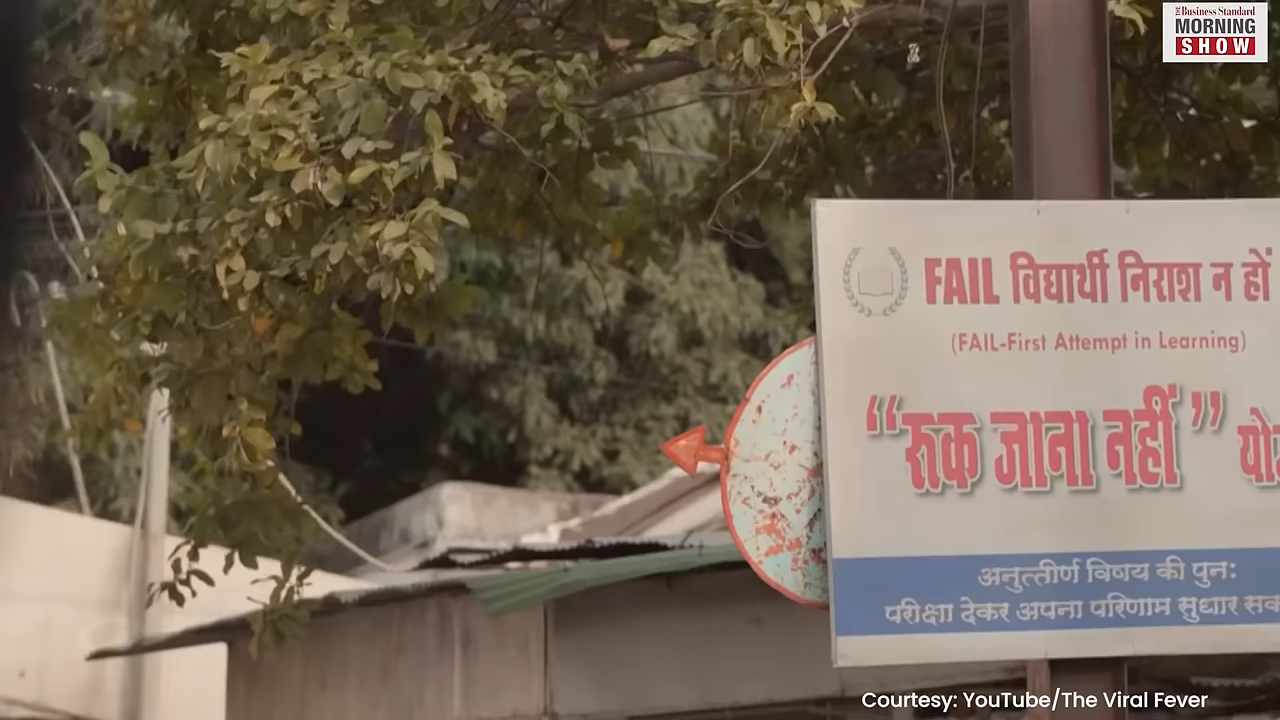 The Business Standard
MORNING
SHOW
FAIL विद्यार्थी निराश न हों
(FAIL-First Attempt in Learning)
“रुक जाना नहीं”
अनुत्तीर्ण विषय की पुन:
परीक्षा देकर अपना परिणाम सुधार
Courtesy: YouTube/The Viral Fever